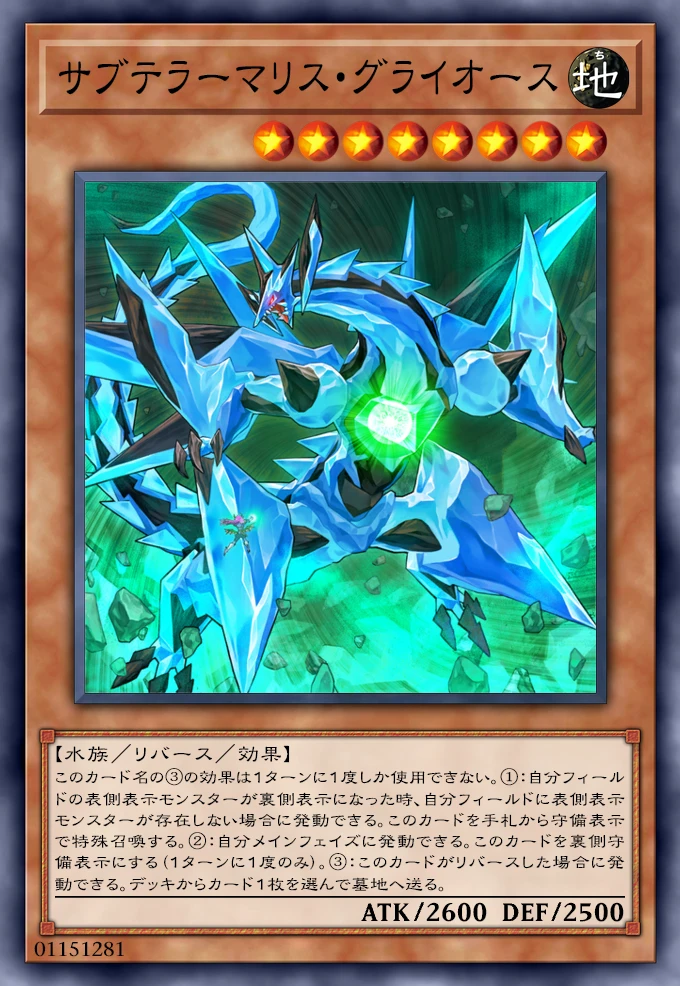 サブテラーマリス・グライオース
ち
地
【水族／リバース／効果】
このカード名の③の効果は１ターンに１度しか使用できない。①：自分フィール
ドの表側表示モンスターが裏側表示になった時、自分フィールドに表側表示
モンスターが存在しない場合に発動できる。このカードを手札から守備表示
で特殊召喚する。②：自分メインフェイズに発動できる。このカードを裏側守
備表示にする（１ターンに１度のみ）。③：このカードがリバースした場合に発
動できる。デッキからカード１枚を選んで墓地へ送る。
ATK/2600 DEF/2500
01151281